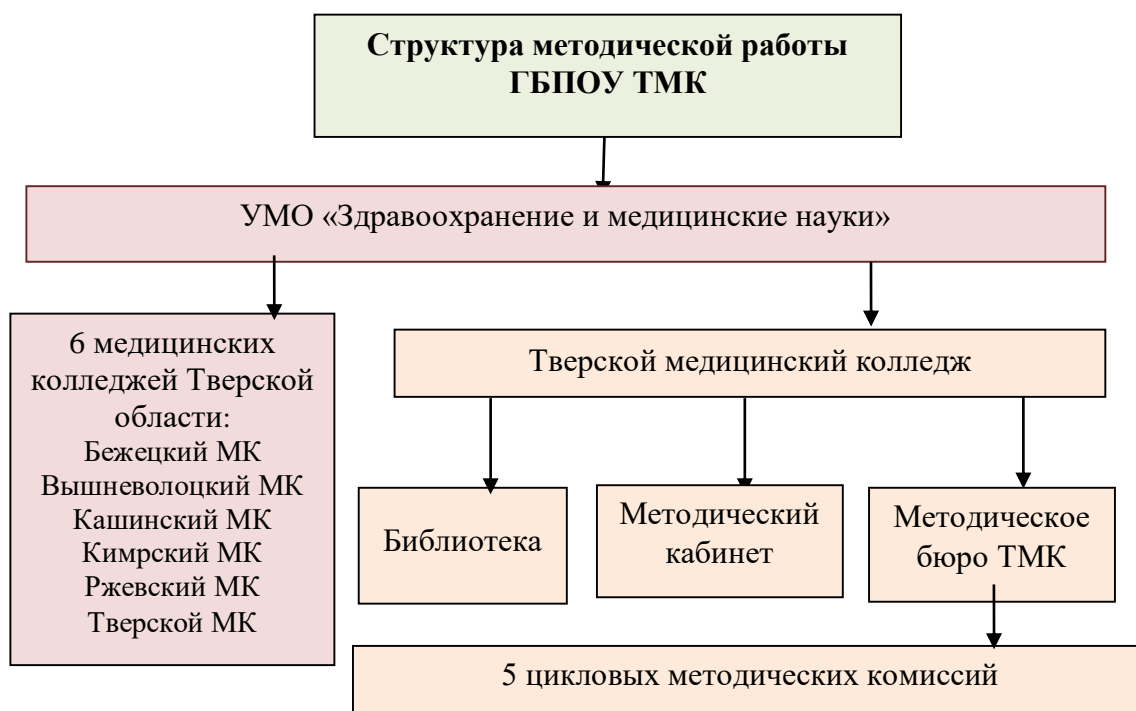 Структура методической работы
ГБПОУ ТМК
УМО «Здравоохранение и медицинские науки»
6 медицинских
колледжей Тверской
области:
Бежецкий МК
Вышневолоцкий МК
Кашинский МК
Кимрский МК
Ржевский МК
Тверской МК
Тверской медицинский колледж
Библиотека
Методический
кабинет
Методическое
бюро ТМК
5 цикловых методических комиссий